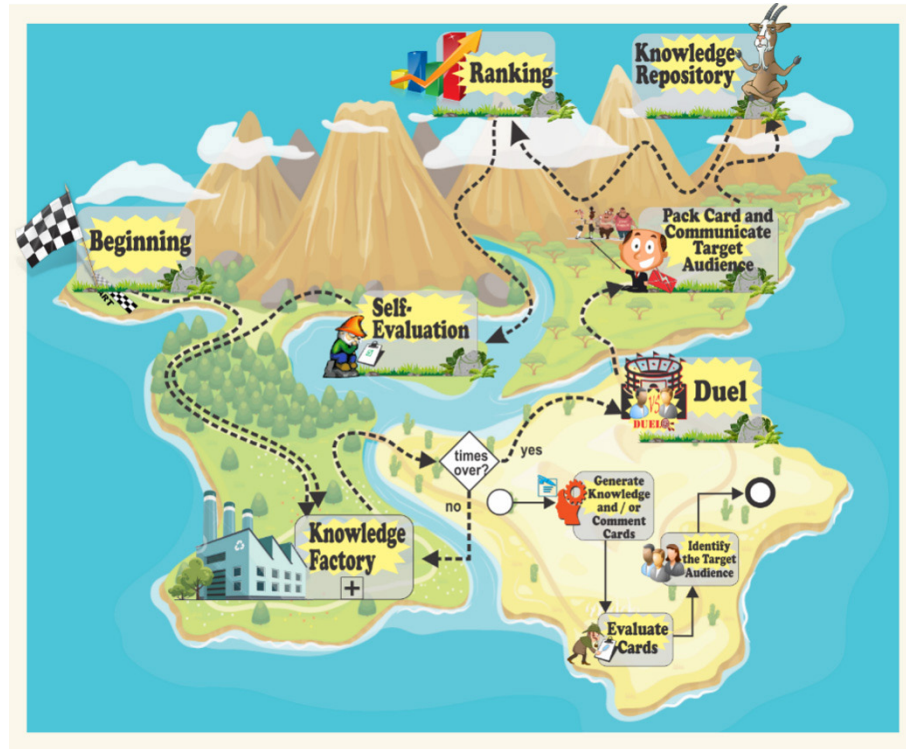 Ranking
Knowledge
Repository
Beginning
Pack Card and
Communicate
Target
Audience
Self-
Evaluation
Duel
VS
DUEL
times
over?
yes
no
Generate
Knowledge
and / or
Comment
Cards
Knowledge
Factory
+
Identify
the Target
Audience
Evaluate
Cards